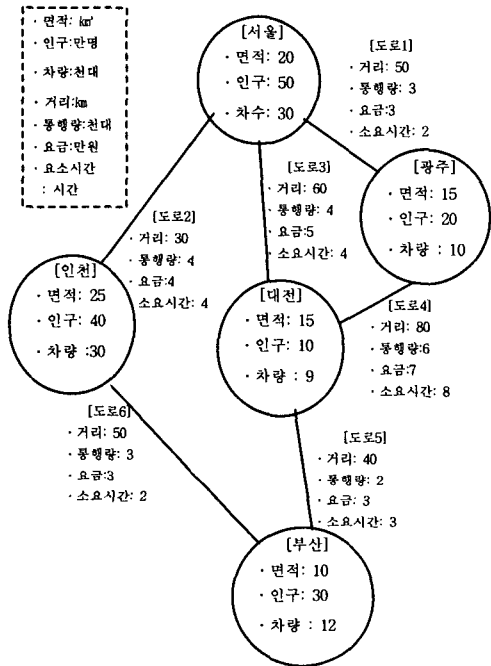 · 면적: ㎢
· 인구:만명
· 차량:천대
· 거리:㎞
· 통행량:천대
· 요금:만원
· 요소시간
: 시간
[서울]
· 면적: 20
· 인구: 50
· 차수: 30
[도로1]
· 거리: 50
· 통행량: 3
· 요금:3
· 소요시간: 2
[도로3]
· 거리: 60
· 통행량: 4
· 요금:5
· 소요시간: 4
[광주]
· 면적: 15
· 인구: 20
· 차량: 10
[도로2]
· 거리: 30
· 통행량: 4
· 요금:4
소요시간: 4
[인천]
· 면적: 25
· 인구: 40
· 차량 :30
[대전]
· 면적: 15
· 인구: 10
· 차량 : 9
[도로4]
· 거리: 80
· 통행량:6
· 요금:7
· 소요시간: 8
[도로6]
· 거리: 50
· 통행량: 3
· 요금:3
· 소요시간: 2
[도로5]
· 거리: 40
· 통행량: 2
· 요금: 3
· 소요시간: 3
[부산]
· 면적: 10
· 인구: 30
· 차량 : 12